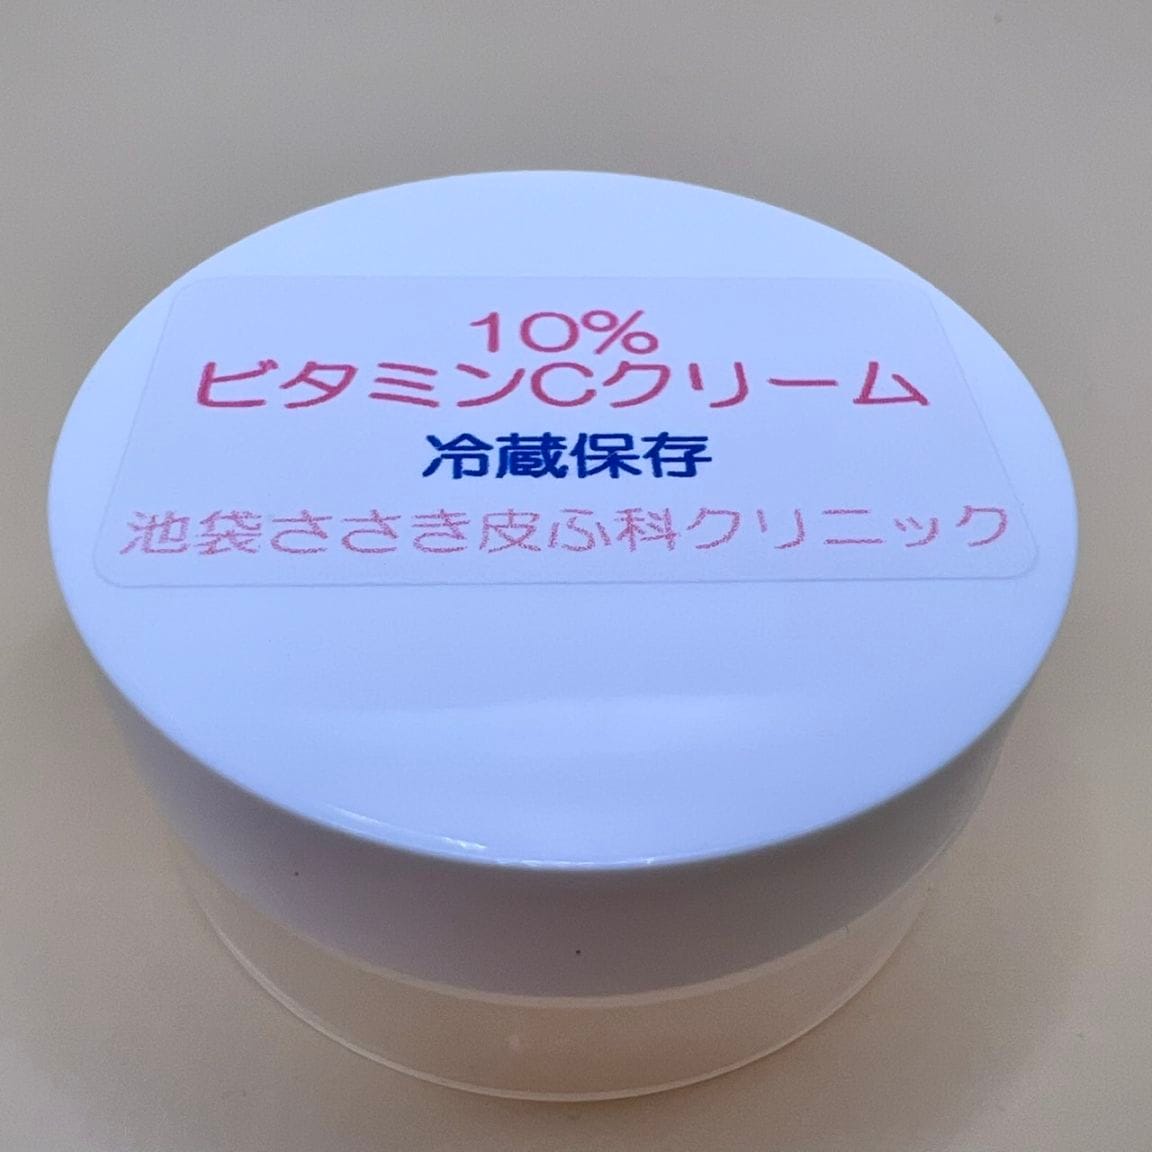 10%
ビタミンCクリーム
冷蔵保存
池袋ささき皮ふ科クリニック